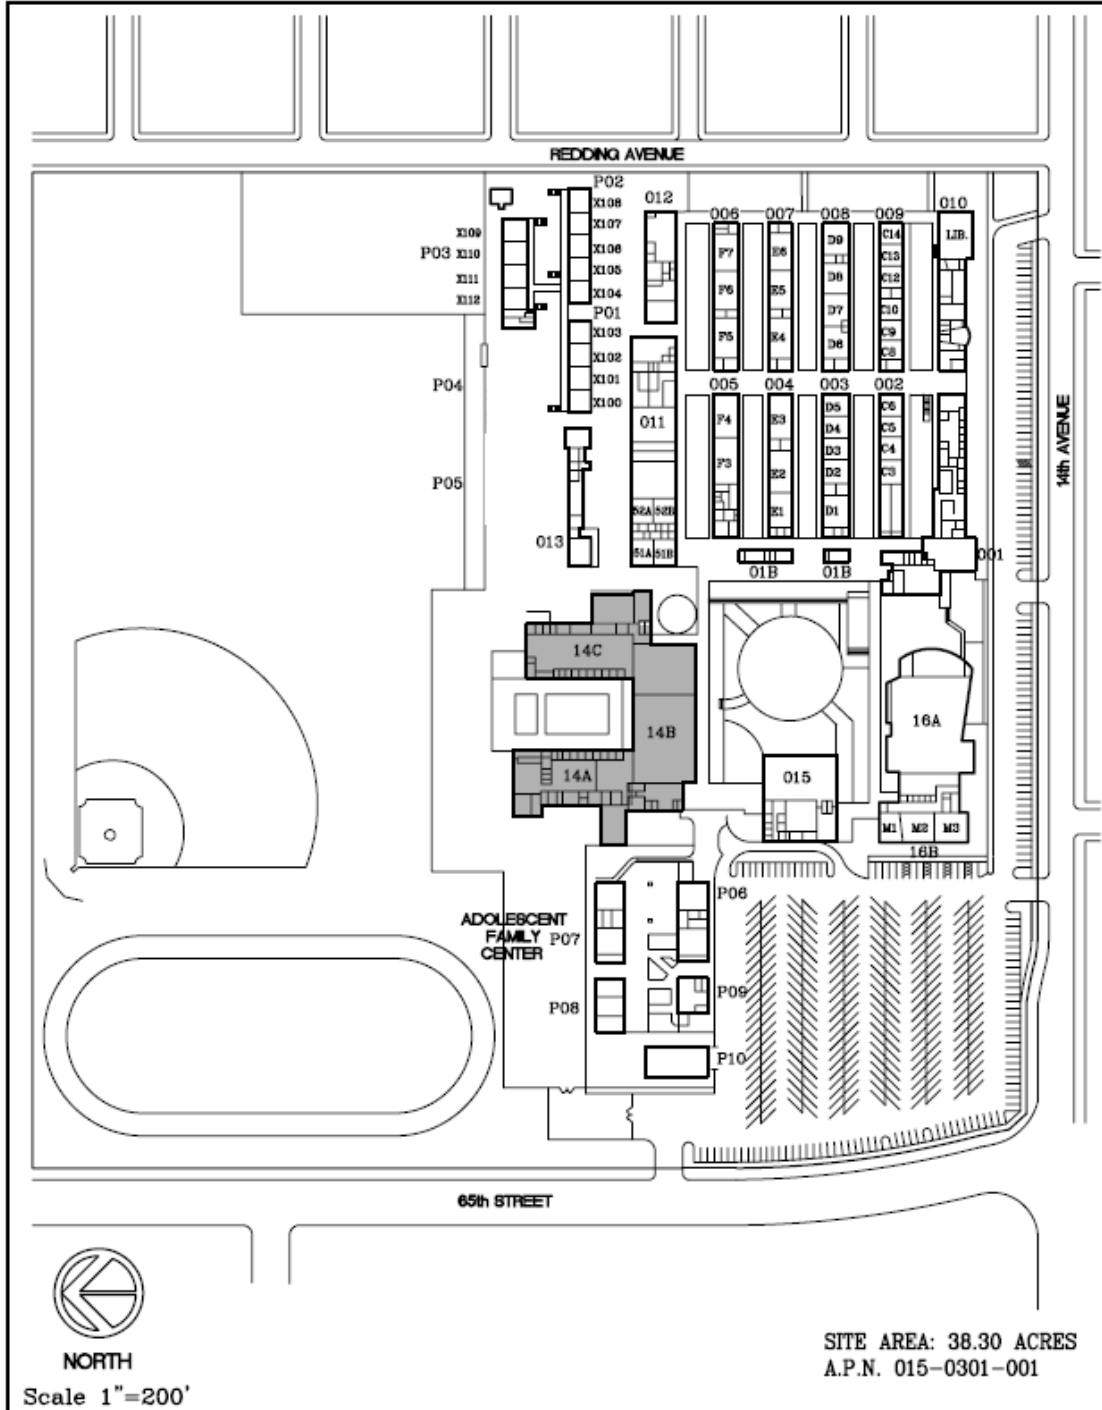 REDDING AVENUE
P02
X108
X107
X106
X105
X104
P01
X103
X102
X101
X100
X109
P03 X110
X111
X112
P04
P05
012
011
52A 52B
51A 51B
013
006
F7
F6
F5
005
F4
F3
007
E6
E5
E4
004
E3
E2
E1
008
D9
D8
D7
D6
003
D5
D4
D3
D2
D1
009
C14
C13
C12
C10
C9
C8
002
C6
C5
C4
C3
010
LIB.
001
01B
01B
14th AVENUE
14C
14B
14A
015
16A
M1 M2 M3
16B
ADOLESCENT
FAMILY
CENTER
P06
P07
P08
P09
P10
65th STREET
NORTH
Scale 1"=200'
SITE AREA: 38.30 ACRES
A.P.N. 015-0301-001